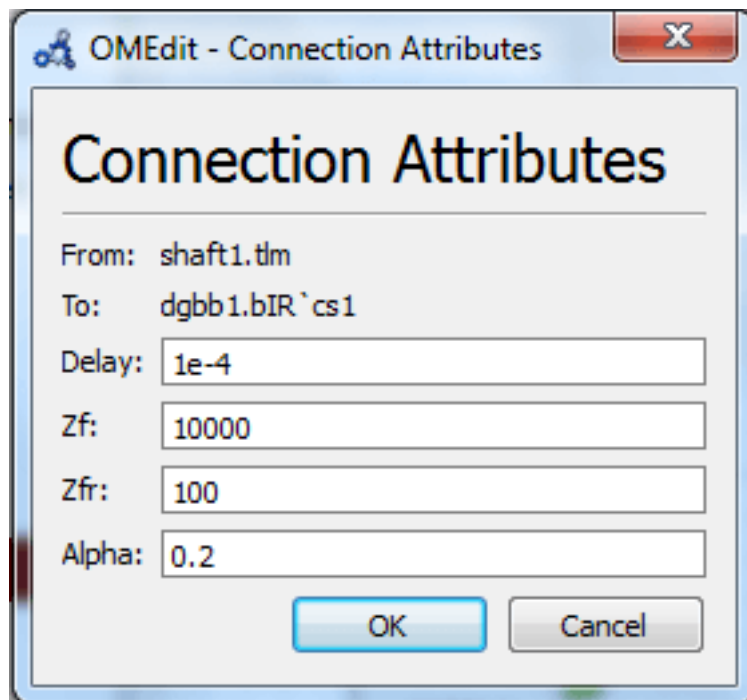 OMEdit - Connection Attributes
Connection Attributes
From: shaft1.tlm
To: dgbb1.bIR`cs1
Delay: 1e-4
Zf: 10000
Zfr: 100
Alpha: 0.2
OK Cancel